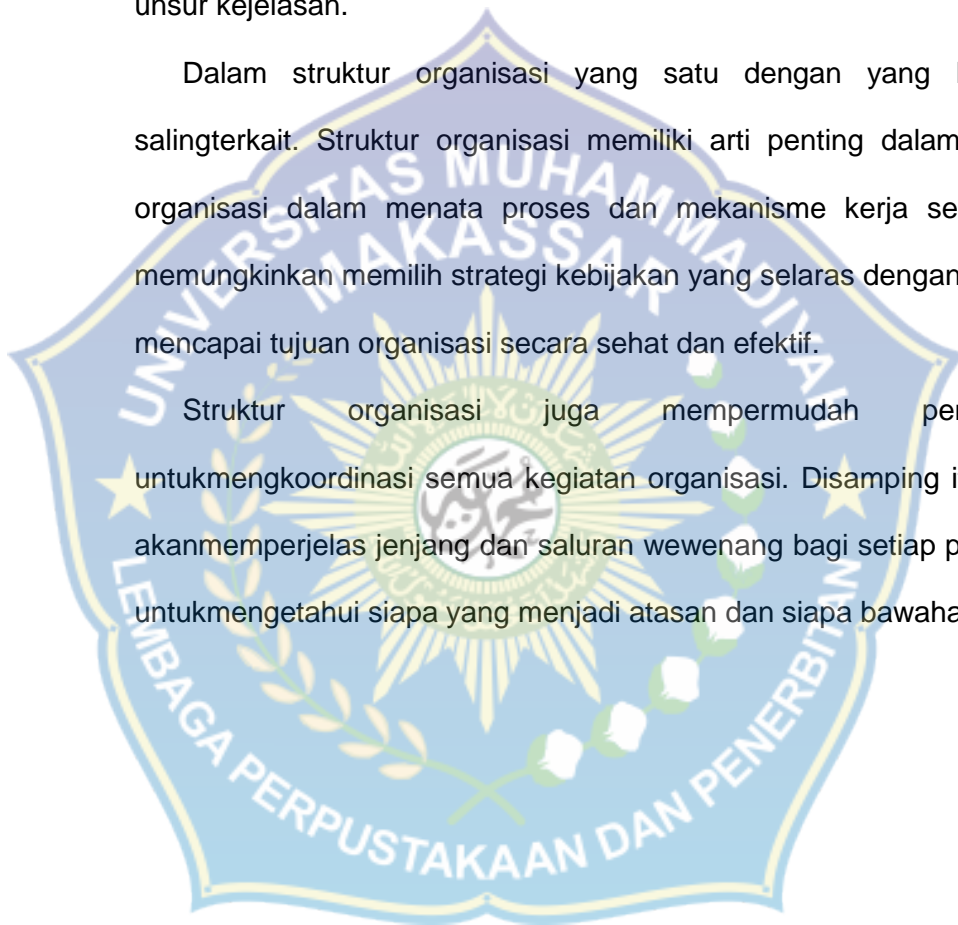 unsur kejelasan.
Dalam struktur organisasi yang satu dengan yang
salingterkait. Struktur organisasi memiliki arti penting dalam
organisasi dalam menata proses dan mekanisme kerja
memungkinkan memilih strategi kebijakan yang selaras dengan
mencapai tujuan organisasi secara sehat dan efektif.
Struktur organisasi juga mempermudah
untukmengkoordinasi semua kegiatan organisasi. Disamping
akanmemperjelas jenjang dan saluran wewenang bagi setiap
untukmengetahui siapa yang menjadi atasan dan siapa
UNIVERSITAS MUHAMMADIYAH
MAKASSAR
LEMBAGA PERPUSTAKAAN DAN PENERBITAN